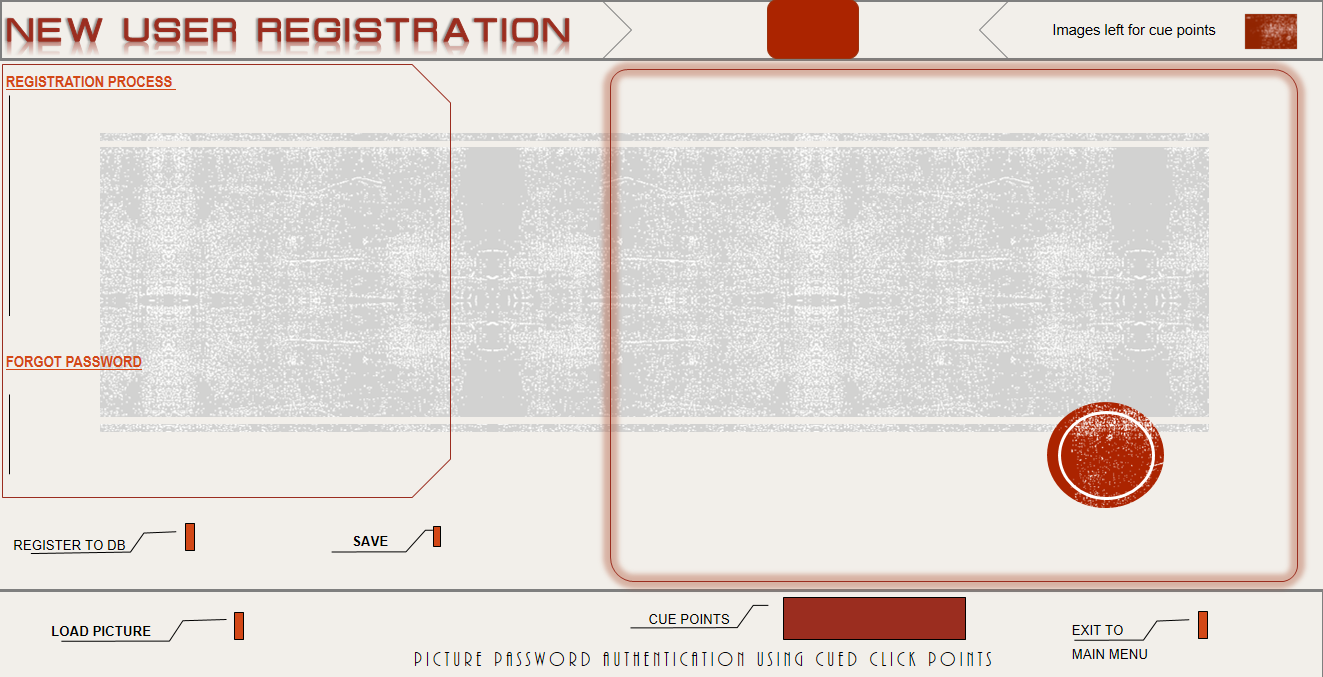 NEW USER REGISTRATION
Images left for cue points
REGISTRATION PROCESS
FORGOT PASSWORD
REGISTER TO DB
SAVE
LOAD PICTURE
CUE POINTS
EXIT TO
MAIN MENU
PICTURE PASSWORD AUTHENTICATION USING CUED CLICK POINTS